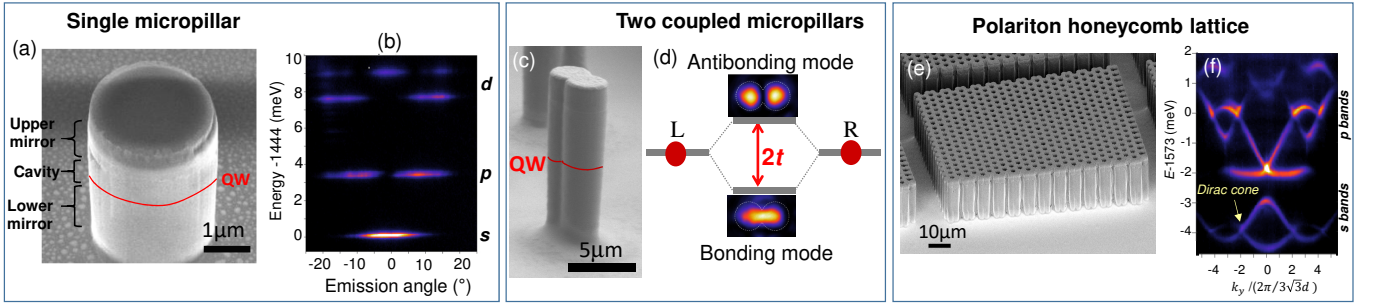 Single micropillar
(a)
Upper
mirror
Cavity
Lower
mirror
QW
1μm
(b)
Energy -1444 (meV)
10
8
6
4
2
0
d
p
s
-20 -10 0 10 20
Emission angle (°)
Two coupled micropillars
(c)
QW
5μm
(d)
Antibonding mode
L
R
2t
Bonding mode
Polariton honeycomb lattice
(e)
10μm
(f)
E-1573 (meV)
2
1
0
-1
-2
-3
-4
p bands
s bands
Dirac cone
-4 -2 0 2 4
k_y /(2π/3√3d )